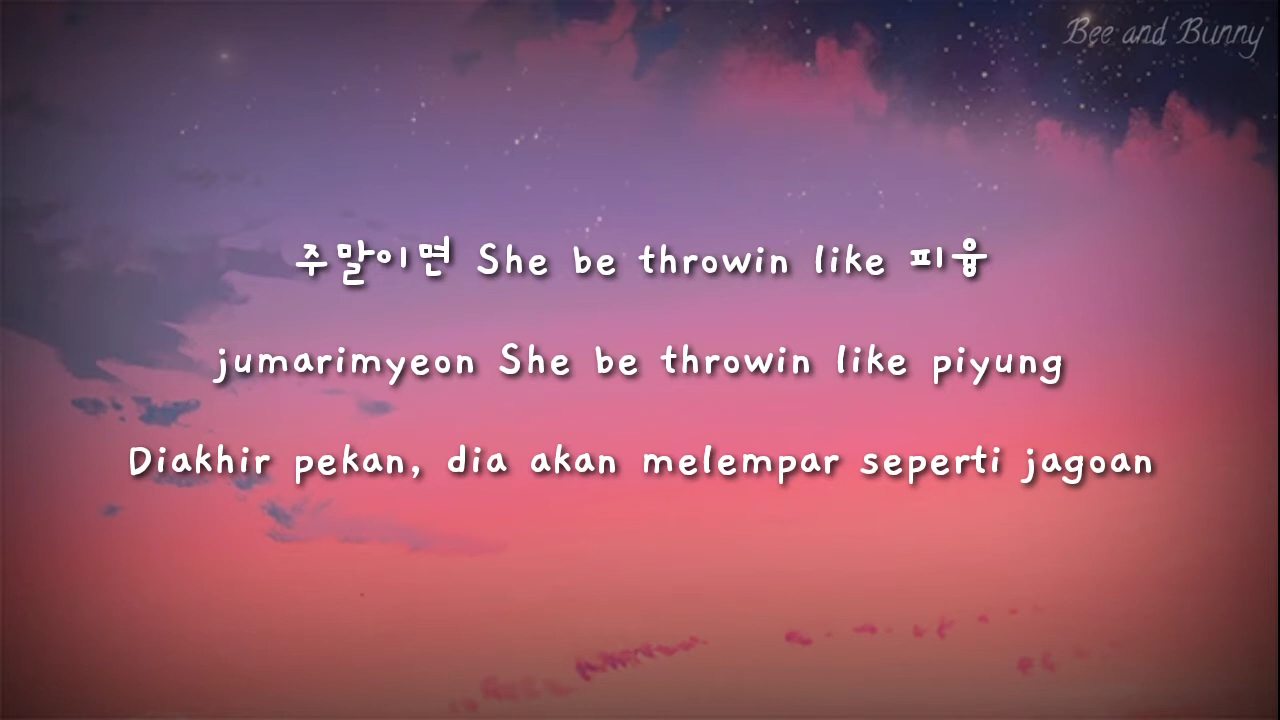 Bee and Bunny
주말이면 She be throwin like 피융
jumarimyeon She be throwin like piyung
Diakhir pekan, dia akan melempar seperti jagoan